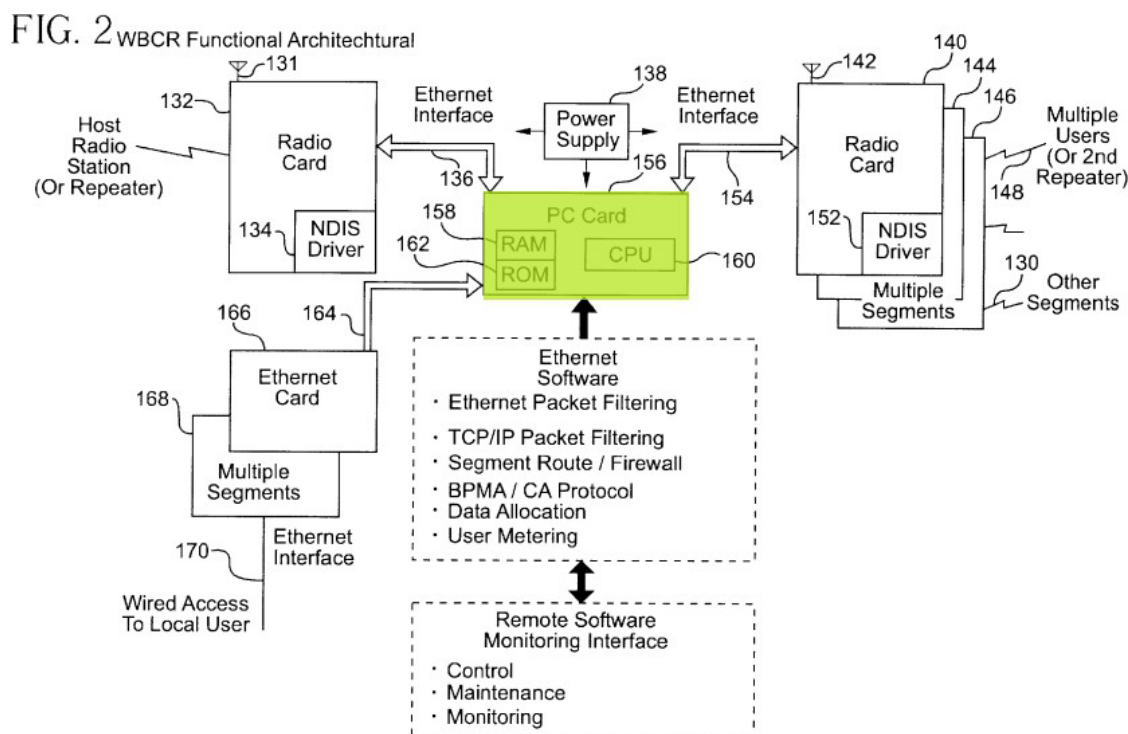 FIG. 2 WBCR Functional Architechtural
131
132
Host
Radio
Station
(Or Repeater)
Radio
Card
134
NDIS
Driver
Ethernet
Interface
136
138
Power
Supply
Ethernet
Interface
154
156
PC Card
158
RAM
162
ROM
CPU
160
142
140
144
146
Radio
Card
152
NDIS
Driver
Multiple
Segments
Multiple
Users
(Or 2nd
Repeater)
148
130
Other
Segments
164
166
Ethernet
Card
168
Multiple
Segments
Ethernet
Interface
170
Wired Access
To Local User
Ethernet
Software
· Ethernet Packet Filtering
· TCP/IP Packet Filtering
· Segment Route / Firewall
· BPMA / CA Protocol
· Data Allocation
· User Metering
Remote Software
Monitoring Interface
· Control
· Maintenance
· Monitoring